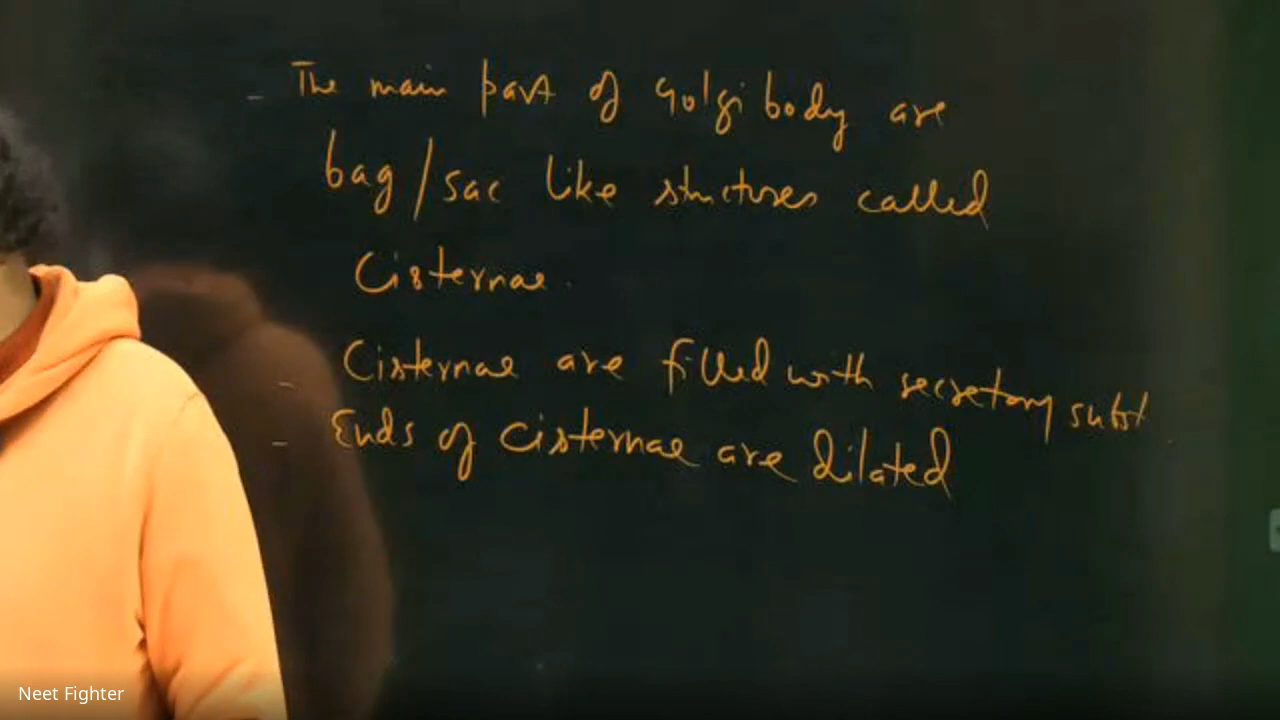 - The main part of Golgi body are
bag/sac like structures called
Cisternae.
- Cisternae are filled with secretory subst.
- Ends of cisternae are dilated
Neet Fighter